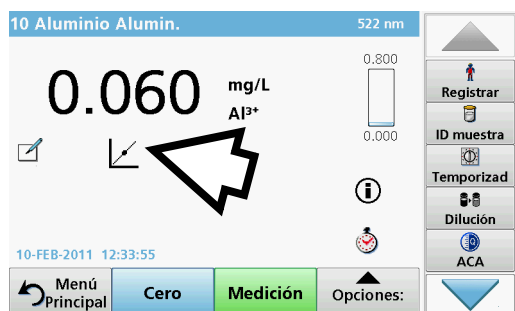 10 Aluminio Alumin.
522 nm
0.060
mg/L
Al³⁺
0.800
0.000
10-FEB-2011 12:33:55
Menú
Principal
Cero
Medición
Opciones:
Registrar
ID muestra
Temporizad
Dilución
ACA